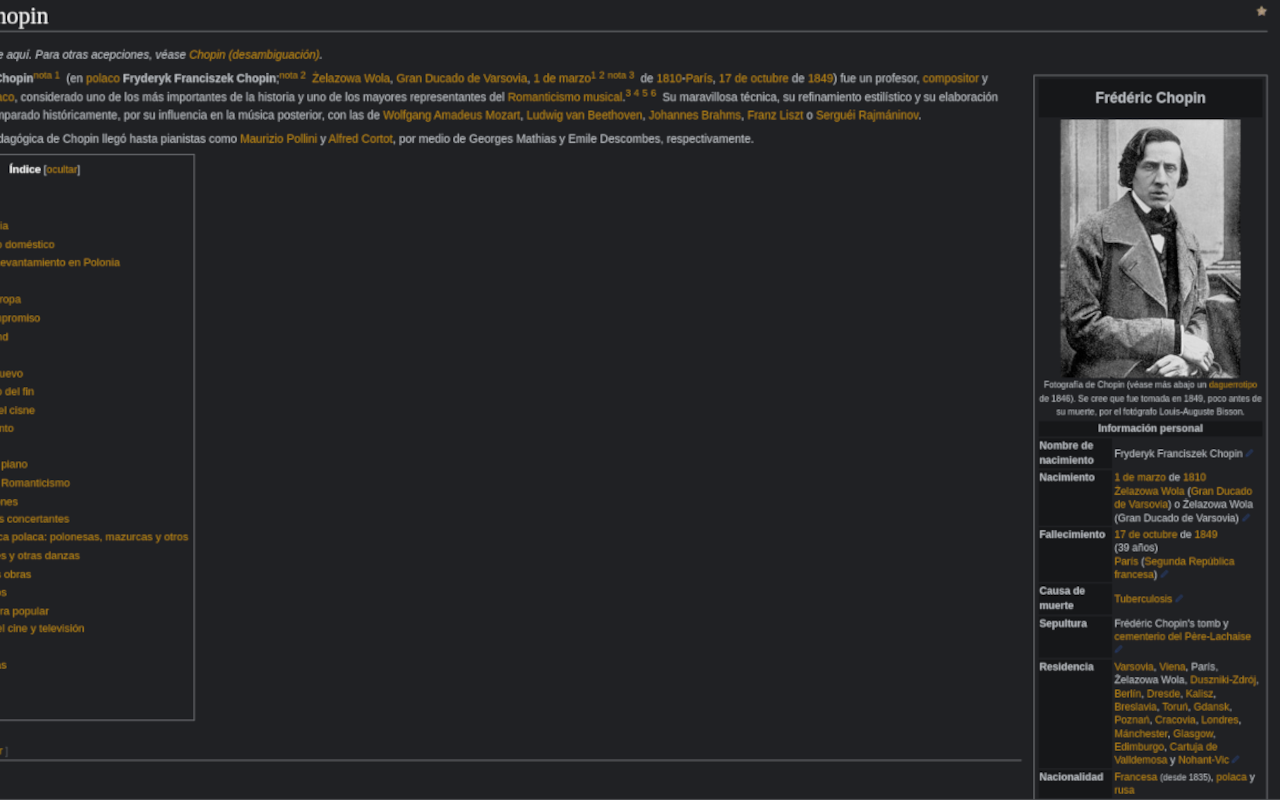 hopin
e aquí. Para otras acepciones, véase Chopin (desambiguación).
Chopin nota 1 (en polaco Fryderyk Franciszek Chopin; nota 2 Żelazowa Wola, Gran Ducado de Varsovia, 1 de marzo 1 2 nota 3 de 1810-París, 17 de octubre de 1849) fue un profesor, compositor y
aco, considerado uno de los más importantes de la historia y uno de los mayores representantes del Romanticismo musical. 3 4 5 6 Su maravillosa técnica, su refinamiento estilístico y su elaboración
mparado históricamente, por su influencia en la música posterior, con las de Wolfgang Amadeus Mozart, Ludwig van Beethoven, Johannes Brahms, Franz Liszt o Serguéi Rajmáninov.
dagógica de Chopin llegó hasta pianistas como Maurizio Pollini y Alfred Cortot, por medio de Georges Mathias y Emile Descombes, respectivamente.
Índice [ocultar]
ia
o doméstico
evantamiento en Polonia
ropa
promiso
nd
uevo
o del fin
el cisne
nto
piano
Romanticismo
nes
s concertantes
ca polaca: polonesas, mazurcas y otros
s y otras danzas
s obras
os
ra popular
el cine y televisión
as
r ]
Frédéric Chopin
Fotografía de Chopin (véase más abajo un daguerrotipo
de 1846). Se cree que fue tomada en 1849, poco antes de
su muerte, por el fotógrafo Louis-Auguste Bisson.
Información personal
Nombre de nacimiento Fryderyk Franciszek Chopin
Nacimiento 1 de marzo de 1810
Żelazowa Wola (Gran Ducado
de Varsovia) o Żelazowa Wola
(Gran Ducado de Varsovia)
Fallecimiento 17 de octubre de 1849
(39 años)
París (Segunda República
francesa)
Causa de muerte Tuberculosis
Sepultura Frédéric Chopin's tomb y
cementerio del Père-Lachaise
Residencia Varsovia, Viena, París,
Żelazowa Wola, Duszniki-Zdrój,
Berlín, Dresde, Kalisz,
Breslavia, Toruń, Gdansk,
Poznań, Cracovia, Londres,
Mánchester, Glasgow,
Edimburgo, Cartuja de
Valldemosa y Nohant-Vic
Nacionalidad Francesa (desde 1835), polaca y
rusa